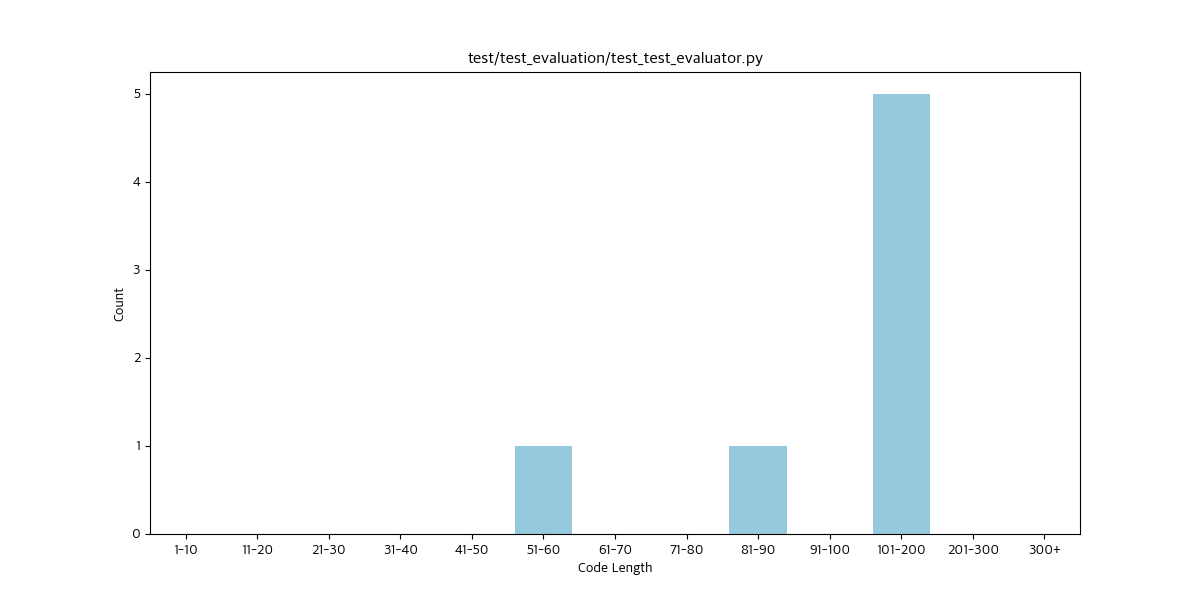 test/test_evaluation/test_test_evaluator.py
5
4
3
2
1
0
Count
1-10 11-20 21-30 31-40 41-50 51-60 61-70 71-80 81-90 91-100 101-200 201-300 300+
Code Length